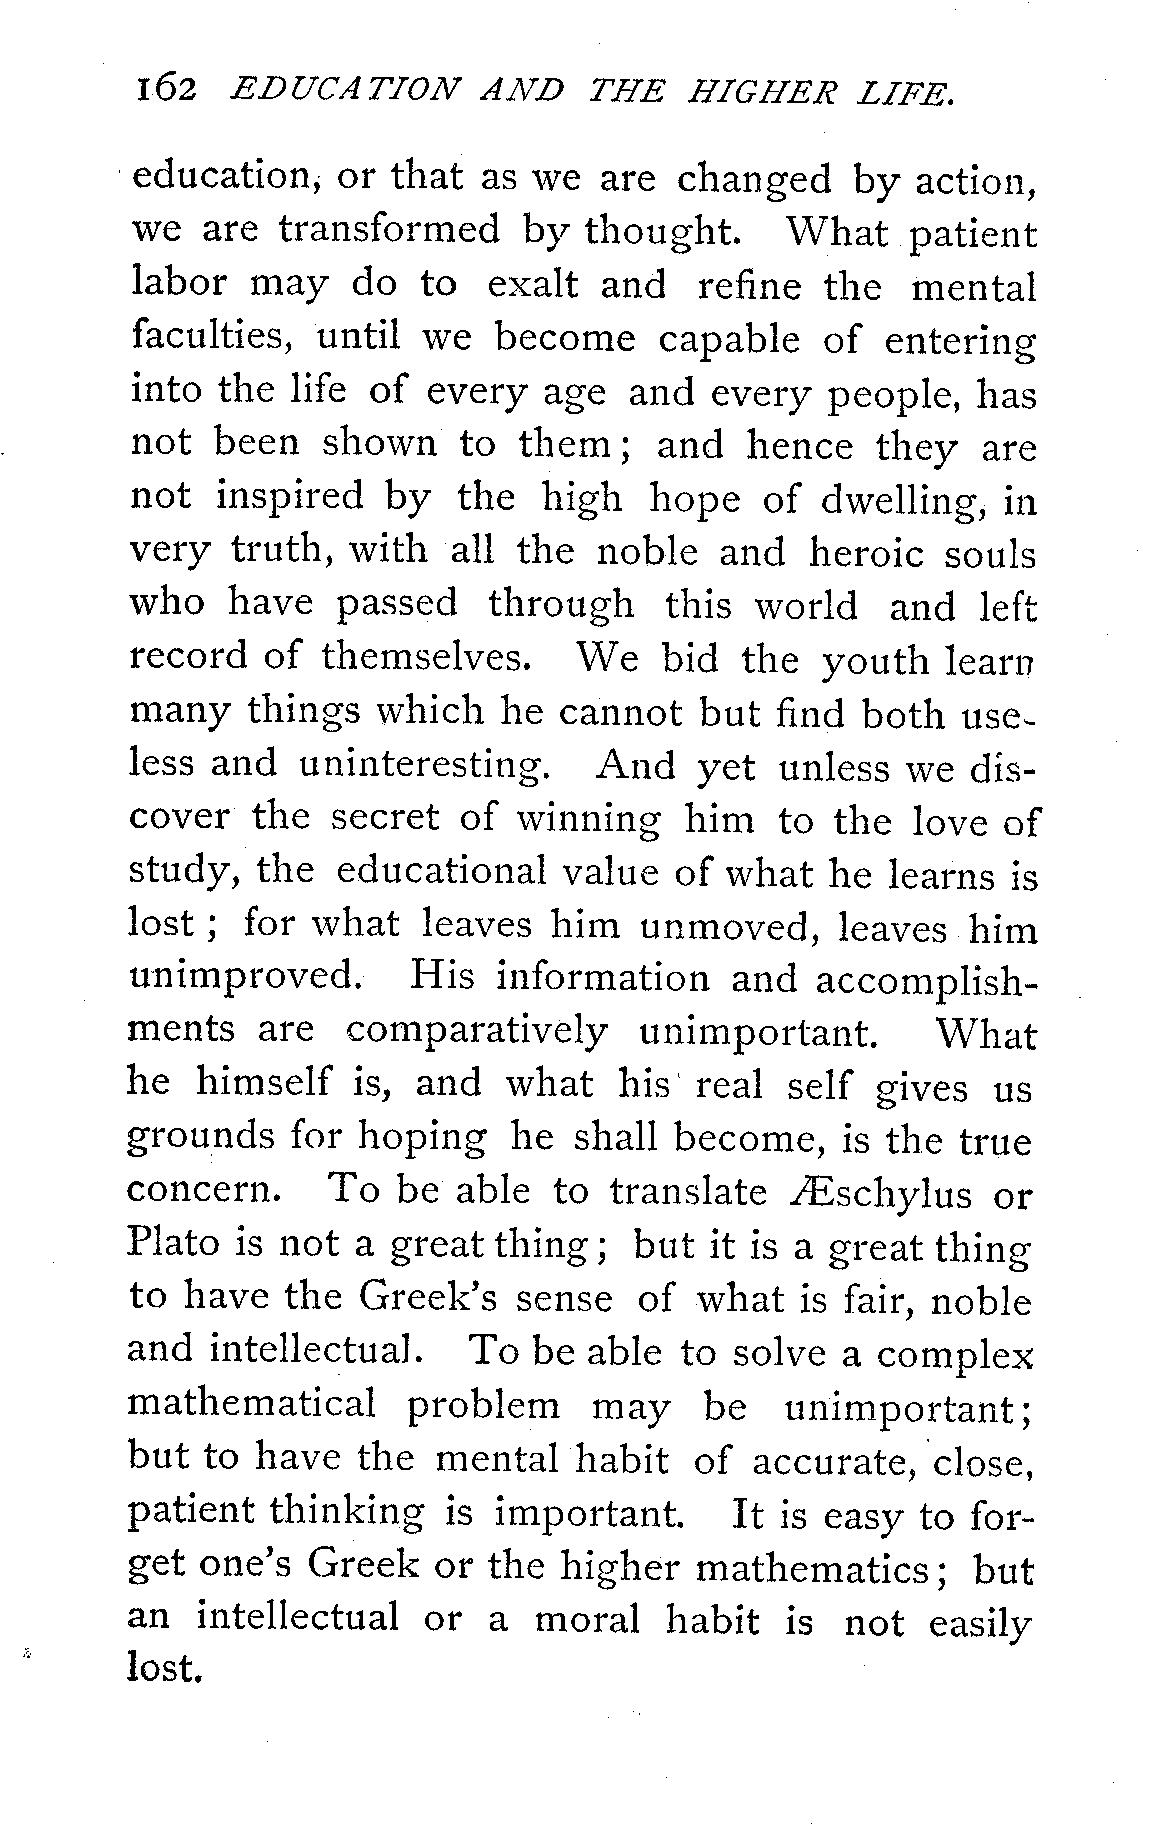 162 EDUCATION AND THE HIGHER LIFE.
education, or that as we are changed by action,
we are transformed by thought. What patient
labor may do to exalt and refine the mental
faculties, until we become capable of entering
into the life of every age and every people, has
not been shown to them; and hence they are
not inspired by the high hope of dwelling, in
very truth, with all the noble and heroic souls
who have passed through this world and left
record of themselves. We bid the youth learn
many things which he cannot but find both use-
less and uninteresting. And yet unless we dis-
cover the secret of winning him to the love of
study, the educational value of what he learns is
lost; for what leaves him unmoved, leaves him
unimproved. His information and accomplish-
ments are comparatively unimportant. What
he himself is, and what his real self gives us
grounds for hoping he shall become, is the true
concern. To be able to translate Æschylus or
Plato is not a great thing; but it is a great thing
to have the Greek's sense of what is fair, noble
and intellectual. To be able to solve a complex
mathematical problem may be unimportant;
but to have the mental habit of accurate, close,
patient thinking is important. It is easy to for-
get one's Greek or the higher mathematics; but
an intellectual or a moral habit is not easily
lost.